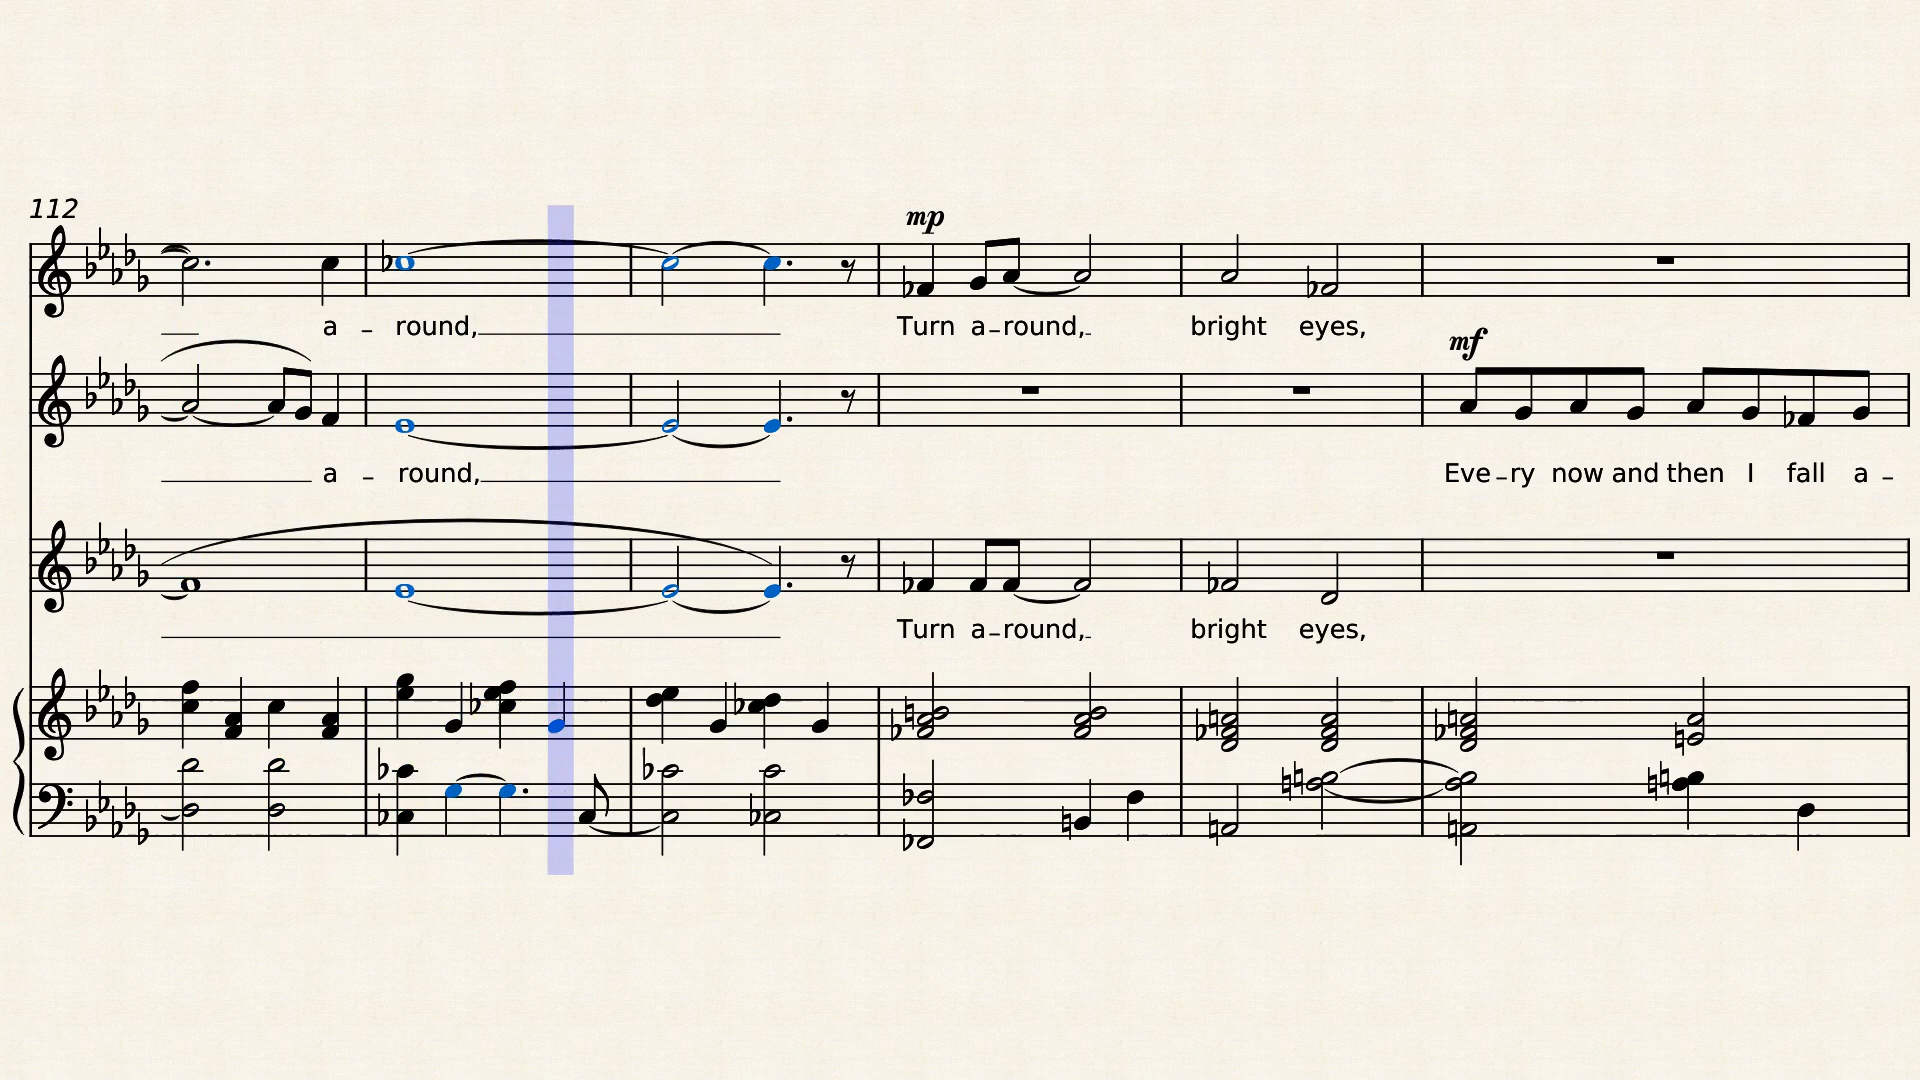 112
mp
a - round,
Turn a - round, bright eyes,
mf
a - round,
Eve - ry now and then I fall a -
Turn a - round, bright eyes,